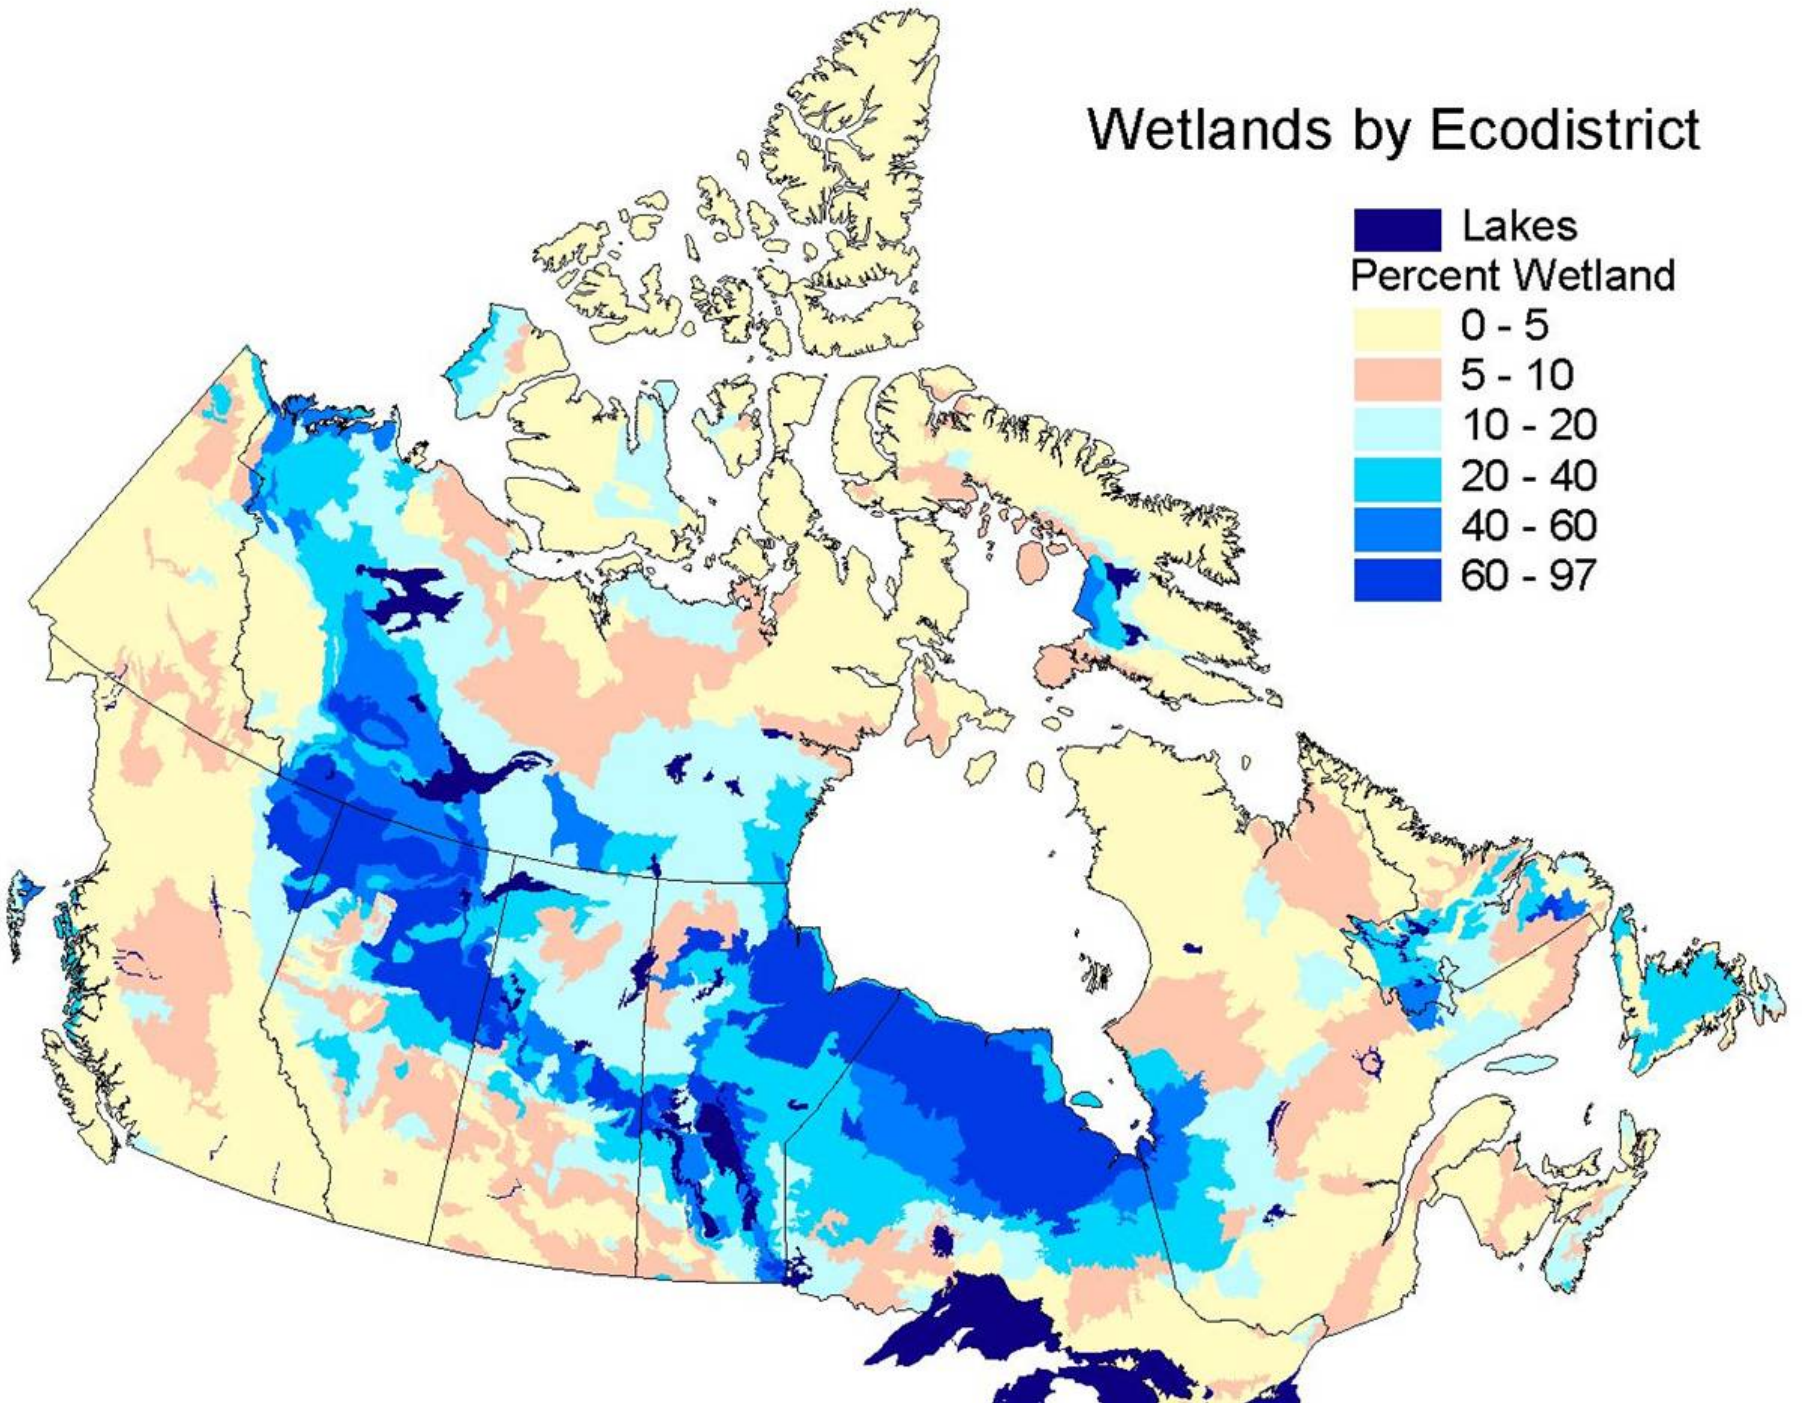 Wetlands by Ecodistrict
Lakes
Percent Wetland
0 - 5
5 - 10
10 - 20
20 - 40
40 - 60
60 - 97